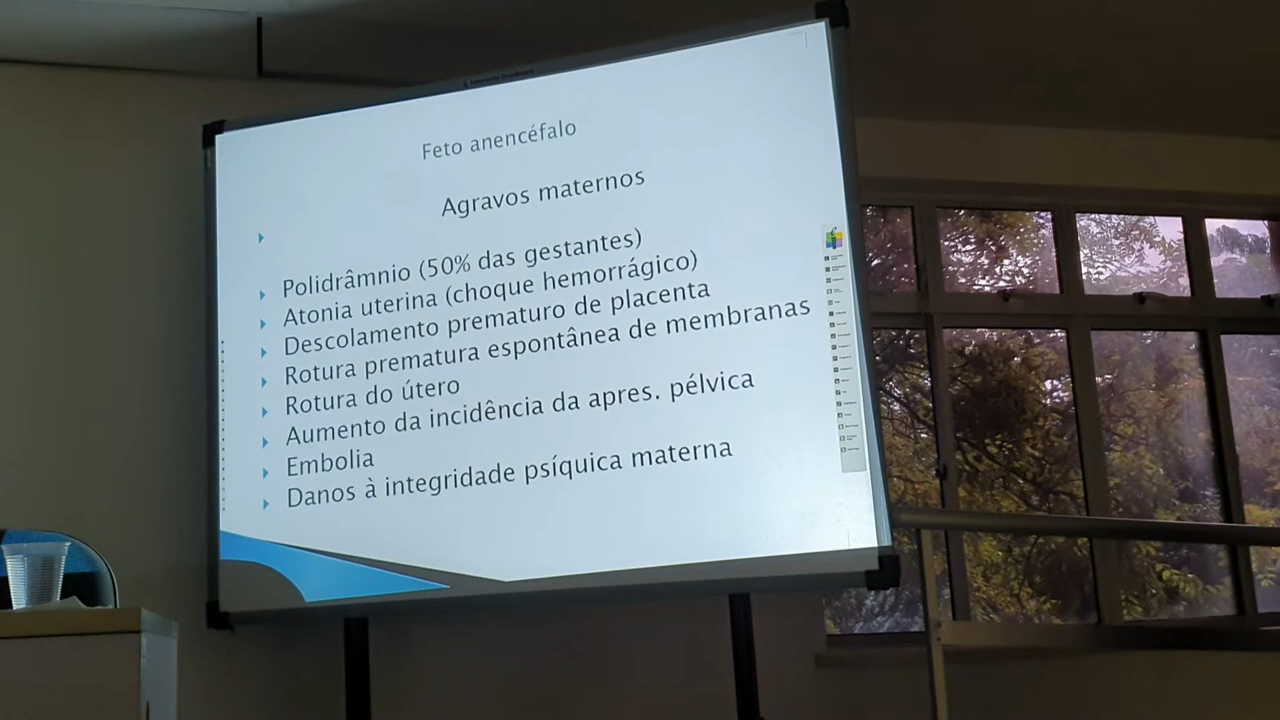 Feto anencéfalo
Agravos maternos
Polidrâmnio (50% das gestantes)
Atonia uterina (choque hemorrágico)
Descolamento prematuro de placenta
Rotura prematura espontânea de membranas
Rotura do útero
Aumento da incidência da apres. pélvica
Embolia
Danos à integridade psíquica materna